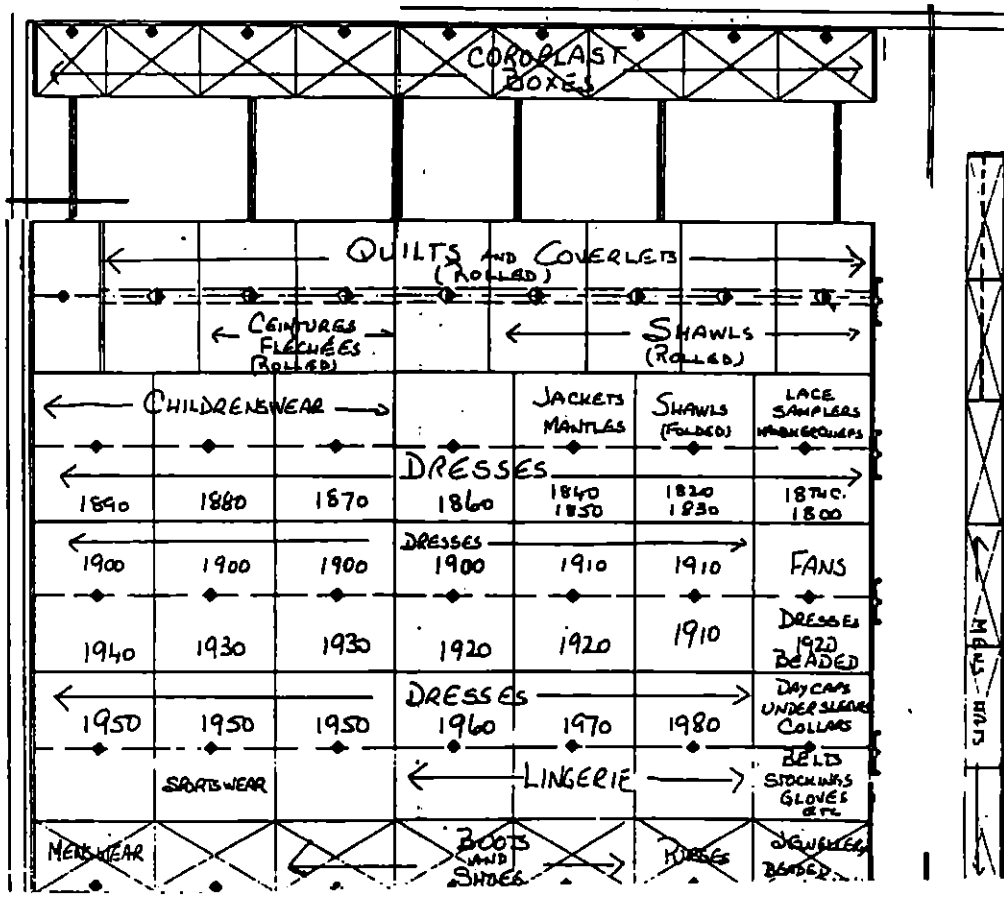 COROPLAST
BOXES
QUILTS AND COVERLETS
(ROLLED)
CEINTURES
FLECHÉES
(ROLLED)
SHAWLS
(ROLLED)
CHILDRENSWEAR
JACKETS
MANTLES
SHAWLS
(FOLDED)
LACE
SAMPLERS
HANDKERCHIEFS
DRESSES
1890 1880 1870 1860 1840 1820 18THC.
1850 1830 1800
DRESSES
1900 1900 1900 1900 1910 1910 FANS
1940 1930 1930 1920 1920 1910
DRESSES
1920
BEADED
DRESSES
1950 1950 1950 1960 1970 1980
DAYCAPS
UNDERSLEEVES
COLLARS
SPORTSWEAR
LINGERIE
BELTS
STOCKINGS
GLOVES
ETC
MENSWEAR
BOOTS
AND
SHOES
PURSES
JEWELLERY
BEADED
MENS HATS